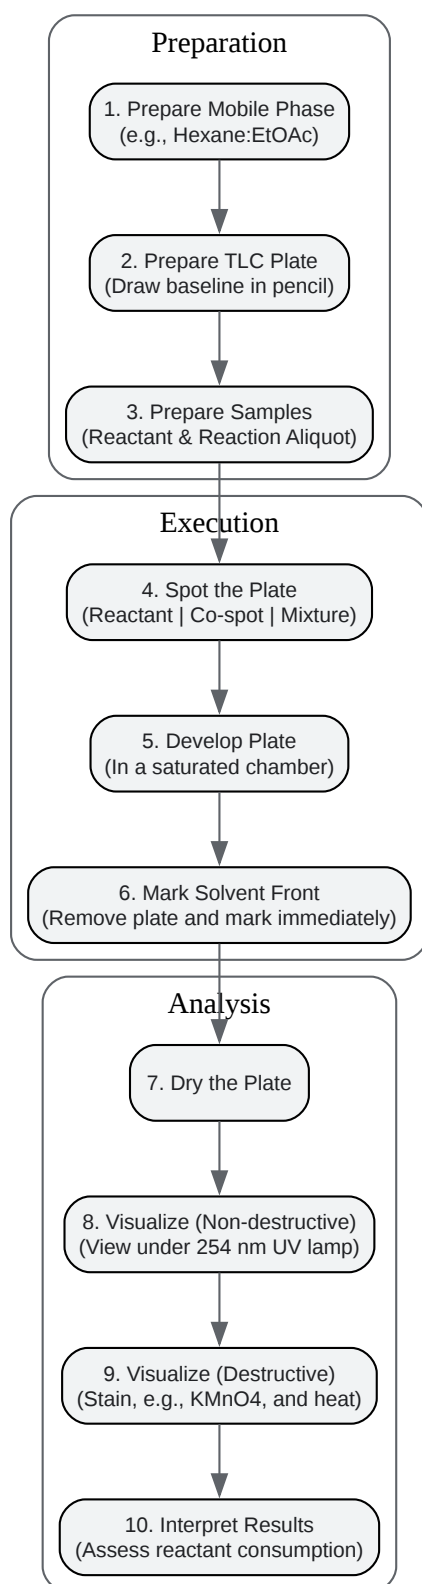 Preparation
1. Prepare Mobile Phase
(e.g., Hexane:EtOAc)
2. Prepare TLC Plate
(Draw baseline in pencil)
3. Prepare Samples
(Reactant & Reaction Aliquot)
Execution
4. Spot the Plate
(Reactant | Co-spot | Mixture)
5. Develop Plate
(In a saturated chamber)
6. Mark Solvent Front
(Remove plate and mark immediately)
Analysis
7. Dry the Plate
8. Visualize (Non-destructive)
(View under 254 nm UV lamp)
9. Visualize (Destructive)
(Stain, e.g., KMnO4, and heat)
10. Interpret Results
(Assess reactant consumption)